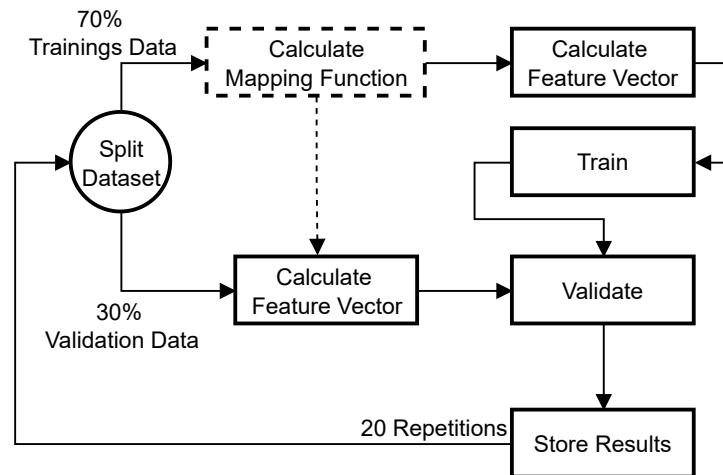 70%
Trainings Data
Calculate
Mapping Function
Calculate
Feature Vector
Split
Dataset
Train
30%
Validation Data
Calculate
Feature Vector
Validate
20 Repetitions
Store Results